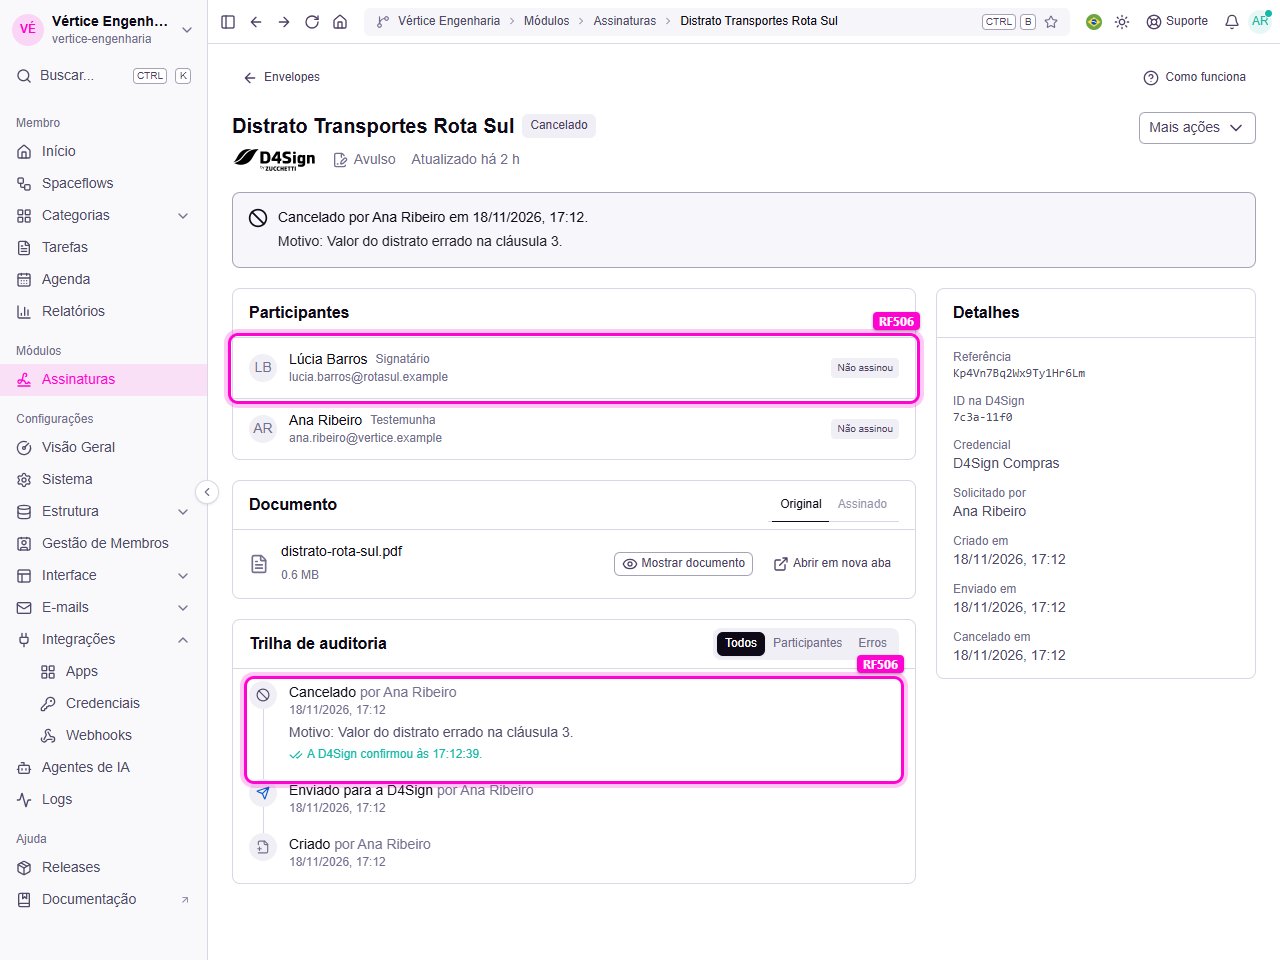 VÉ
Vértice Engenh...
vertice-engenharia
Buscar...
CTRL
K
Membro
Início
Spaceflows
Categorias
Tarefas
Agenda
Relatórios
Módulos
Assinaturas
Configurações
Visão Geral
Sistema
Estrutura
Gestão de Membros
Interface
E-mails
Integrações
Apps
Credenciais
Webhooks
Agentes de IA
Logs
Ajuda
Releases
Documentação
Vértice Engenharia
Módulos
Assinaturas
Distrato Transportes Rota Sul
CTRL
B
Suporte
AR
Envelopes
Como funciona
Distrato Transportes Rota Sul
Cancelado
Mais ações
D4Sign
by ZUCCHETTI
Avulso
Atualizado há 2 h
Cancelado por Ana Ribeiro em 18/11/2026, 17:12.
Motivo: Valor do distrato errado na cláusula 3.
Participantes
RF506
LB
Lúcia Barros Signatário
lucia.barros@rotasul.example
Não assinou
AR
Ana Ribeiro Testemunha
ana.ribeiro@vertice.example
Não assinou
Documento
Original
Assinado
distrato-rota-sul.pdf
0.6 MB
Mostrar documento
Abrir em nova aba
Trilha de auditoria
Todos
Participantes
Erros
RF506
Cancelado por Ana Ribeiro
18/11/2026, 17:12
Motivo: Valor do distrato errado na cláusula 3.
A D4Sign confirmou às 17:12:39.
Enviado para a D4Sign por Ana Ribeiro
18/11/2026, 17:12
Criado por Ana Ribeiro
18/11/2026, 17:12
Detalhes
Referência
Kp4Vn7Bq2Wx9Ty1Hr6Lm
ID na D4Sign
7c3a-11f0
Credencial
D4Sign Compras
Solicitado por
Ana Ribeiro
Criado em
18/11/2026, 17:12
Enviado em
18/11/2026, 17:12
Cancelado em
18/11/2026, 17:12